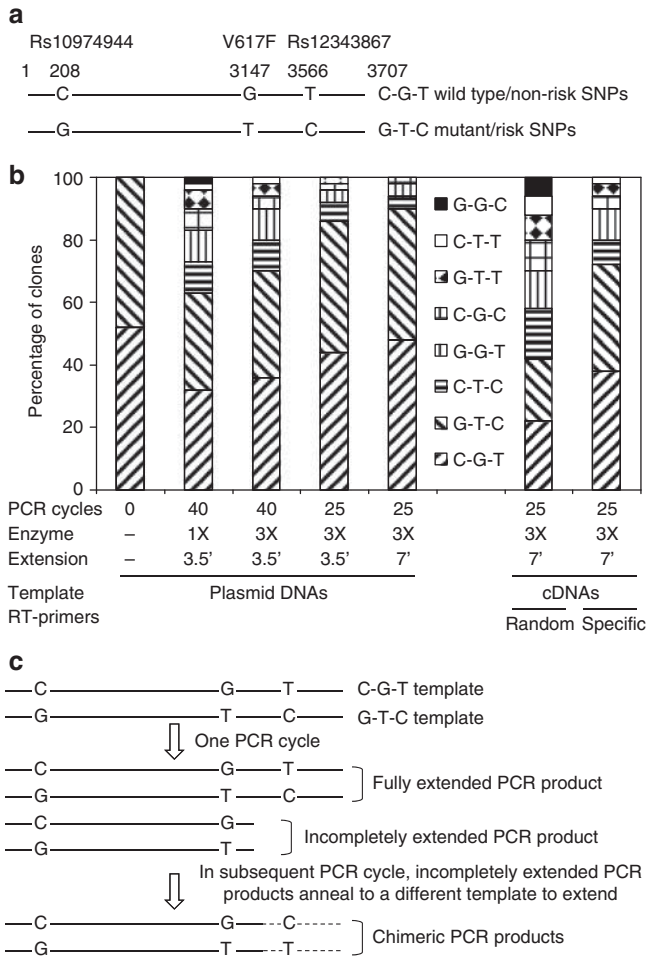 a
Rs10974944 V617F Rs12343867
1 208 3147 3566 3707
C G T C-G-T wild type/non-risk SNPs
G T C G-T-C mutant/risk SNPs
b
Percentage of clones
100
80
60
40
20
0
G-G-C
C-T-T
G-T-T
C-G-C
G-G-T
C-T-C
G-T-C
C-G-T
PCR cycles 0 40 40 25 25 25 25
Enzyme – 1X 3X 3X 3X 3X 3X
Extension – 3.5' 3.5' 3.5' 7' 7' 7'
Template Plasmid DNAs cDNAs
RT-primers Random Specific
c
C G T C-G-T template
G T C G-T-C template
One PCR cycle
C G T
Fully extended PCR product
G T C
C G
Incompletely extended PCR product
G T
In subsequent PCR cycle, incompletely extended PCR
products anneal to a different template to extend
C G C
Chimeric PCR products
G T T